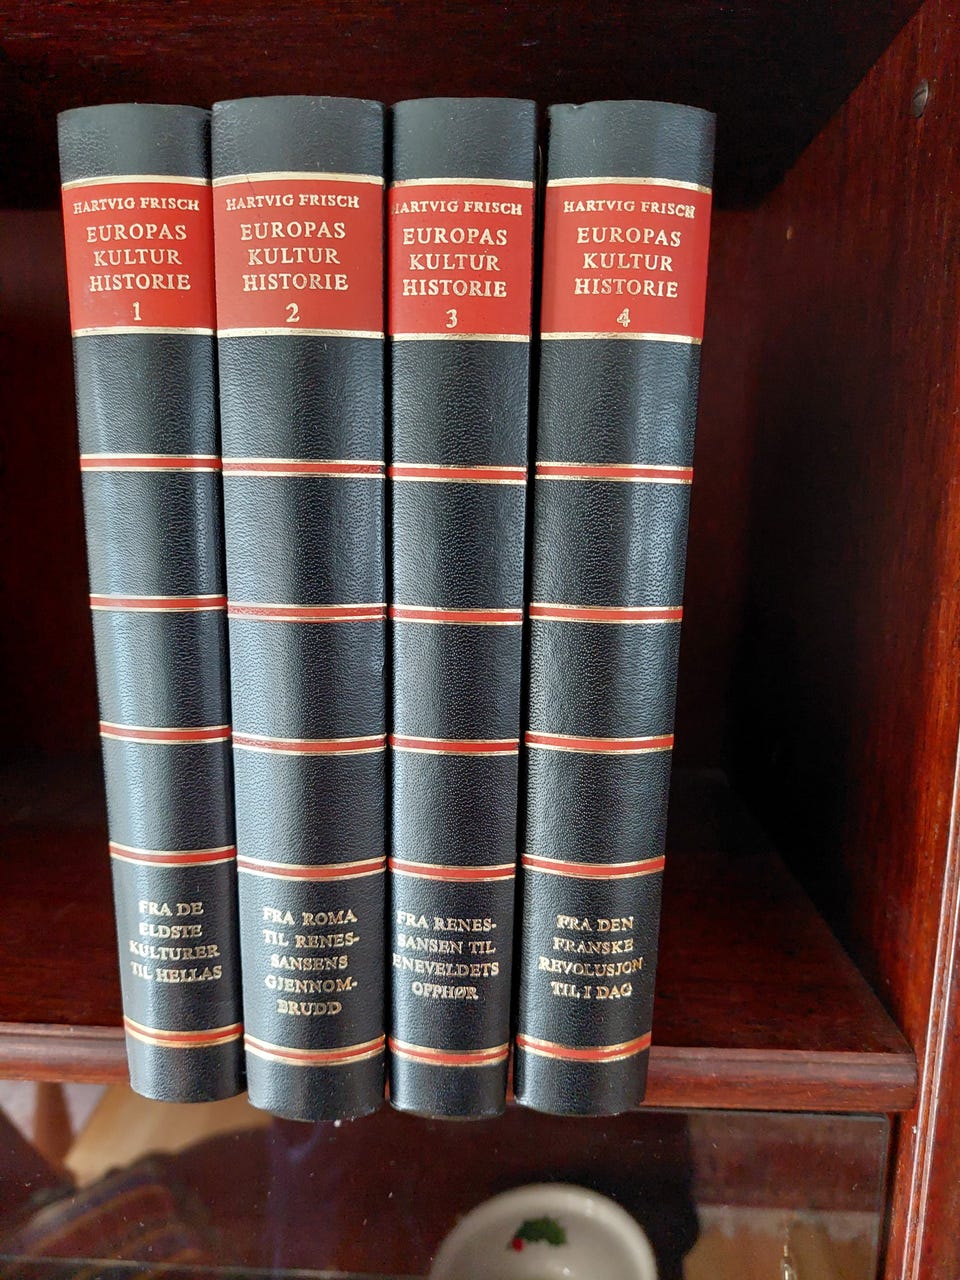 HARTVIG FRISCH
EUROPAS
KULTUR
HISTORIE
1
FRA DE
ELDSTE
KULTURER
TIL HELLAS
HARTVIG FRISCH
EUROPAS
KULTUR
HISTORIE
2
FRA ROMA
TIL RENES-
SANSENS
GJENNOM-
BRUDD
HARTVIG FRISCH
EUROPAS
KULTUR
HISTORIE
3
FRA RENES-
SANSEN TIL
ENEVELDETS
OPPHØR
HARTVIG FRISCH
EUROPAS
KULTUR
HISTORIE
4
FRA DEN
FRANSKE
REVOLUSJON
TIL I DAG